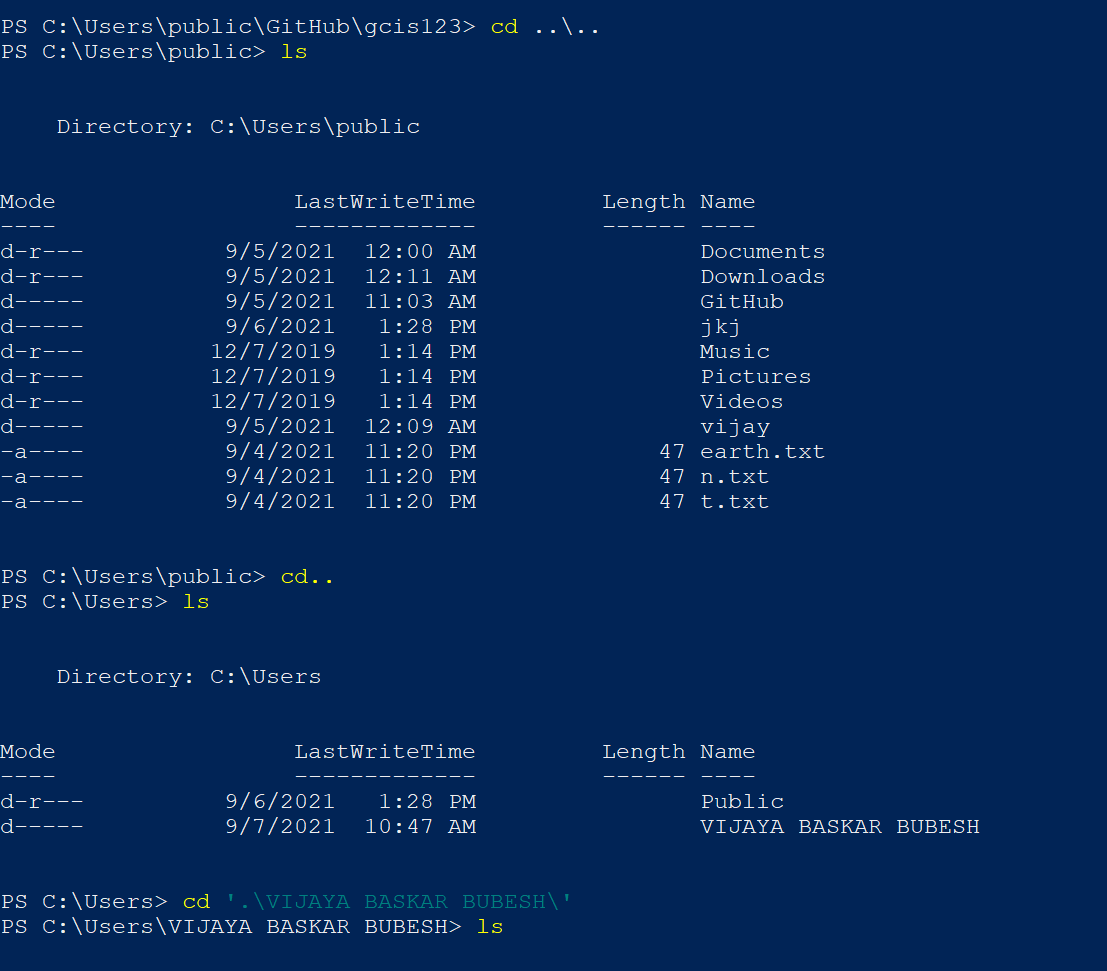 PS C:\Users\public\GitHub\gcis123> cd ..\..
PS C:\Users\public> ls
Directory: C:\Users\public
Mode LastWriteTime Length Name
---- ------------- ------ ----
d-r--- 9/5/2021 12:00 AM Documents
d-r--- 9/5/2021 12:11 AM Downloads
d----- 9/5/2021 11:03 AM GitHub
d----- 9/6/2021 1:28 PM jkj
d-r--- 12/7/2019 1:14 PM Music
d-r--- 12/7/2019 1:14 PM Pictures
d-r--- 12/7/2019 1:14 PM Videos
d----- 9/5/2021 12:09 AM vijay
-a---- 9/4/2021 11:20 PM 47 earth.txt
-a---- 9/4/2021 11:20 PM 47 n.txt
-a---- 9/4/2021 11:20 PM 47 t.txt
PS C:\Users\public> cd..
PS C:\Users> ls
Directory: C:\Users
Mode LastWriteTime Length Name
---- ------------- ------ ----
d-r--- 9/6/2021 1:28 PM Public
d----- 9/7/2021 10:47 AM VIJAYA BASKAR BUBESH
PS C:\Users> cd '.\VIJAYA BASKAR BUBESH\'
PS C:\Users\VIJAYA BASKAR BUBESH> ls